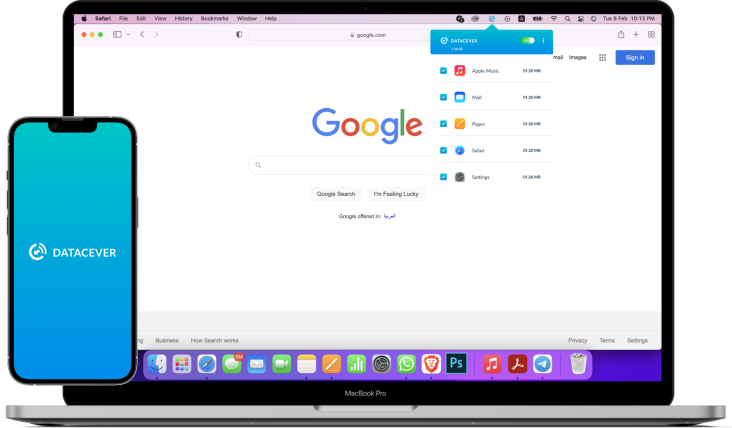 Safari File Edit View History Bookmarks Window Help Tue 8 Feb 10:13 PM
google.com
DATACEVER
mail Images Sign in
Apple Music 19.28 MB
Mail 19.28 MB
Google
Pages 19.28 MB
Safari 19.28 MB
Settings 19.28 MB
Google Search I'm Feeling Lucky
Google offered in: العربية
DATACEVER
ng Business How Search works Privacy Terms Settings
Ps
MacBook Pro